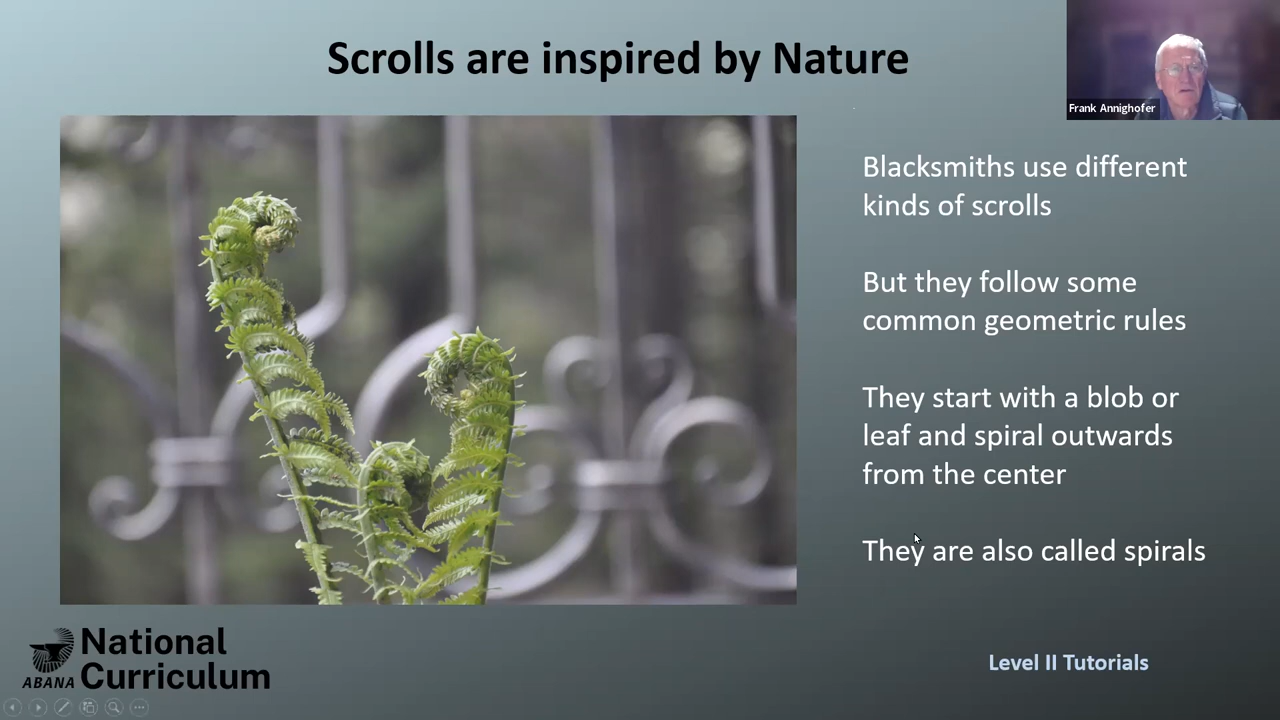 Scrolls are inspired by Nature
Frank Annighofer
Blacksmiths use different
kinds of scrolls
But they follow some
common geometric rules
They start with a blob or
leaf and spiral outwards
from the center
They are also called spirals
National
Curriculum
ABANA
Level II Tutorials